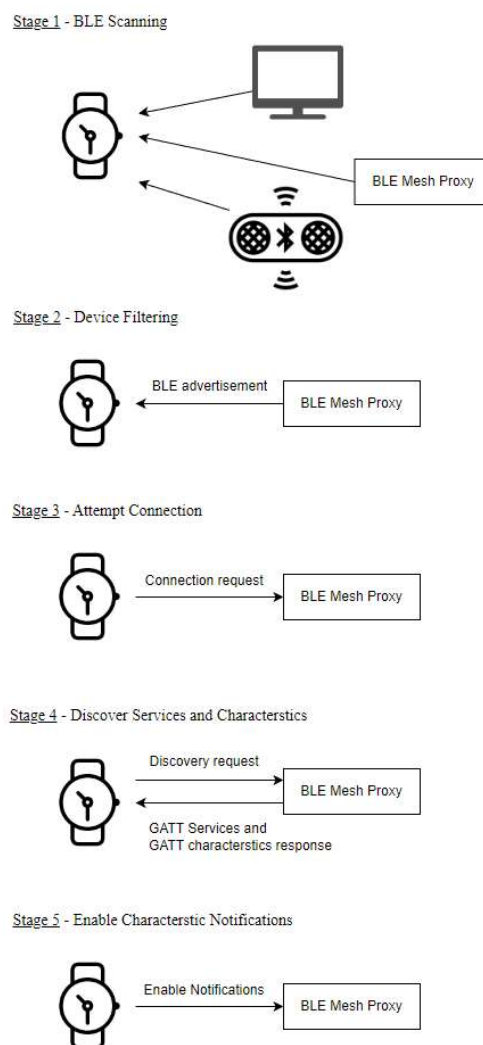 Stage 1 - BLE Scanning
BLE Mesh Proxy
Stage 2 - Device Filtering
BLE advertisement
BLE Mesh Proxy
Stage 3 - Attempt Connection
Connection request
BLE Mesh Proxy
Stage 4 - Discover Services and Characterstics
Discovery request
BLE Mesh Proxy
GATT Services and
GATT characterstics response
Stage 5 - Enable Characterstic Notifications
Enable Notifications
BLE Mesh Proxy